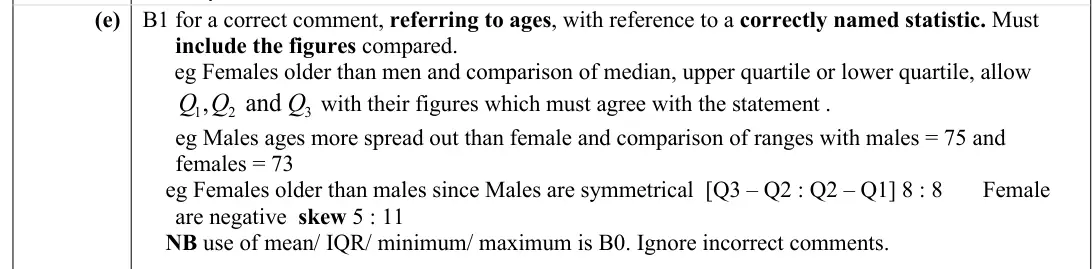 (e) B1 for a correct comment, referring to ages, with reference to a correctly named statistic. Must
include the figures compared.
eg Females older than men and comparison of median, upper quartile or lower quartile, allow
Q₁, Q₂ and Q₃ with their figures which must agree with the statement .
eg Males ages more spread out than female and comparison of ranges with males = 75 and
females = 73
eg Females older than males since Males are symmetrical [Q3 – Q2 : Q2 – Q1] 8 : 8 Female
are negative skew 5 : 11
NB use of mean/ IQR/ minimum/ maximum is B0. Ignore incorrect comments.